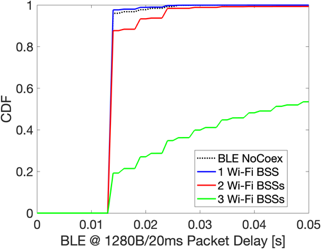 1
0.8
0.6
0.4
0.2
0
CDF
0
0.01
0.02
0.03
0.04
0.05
BLE @ 1280B/20ms Packet Delay [s]
BLE NoCoex
1 Wi-Fi BSS
2 Wi-Fi BSSs
3 Wi-Fi BSSs